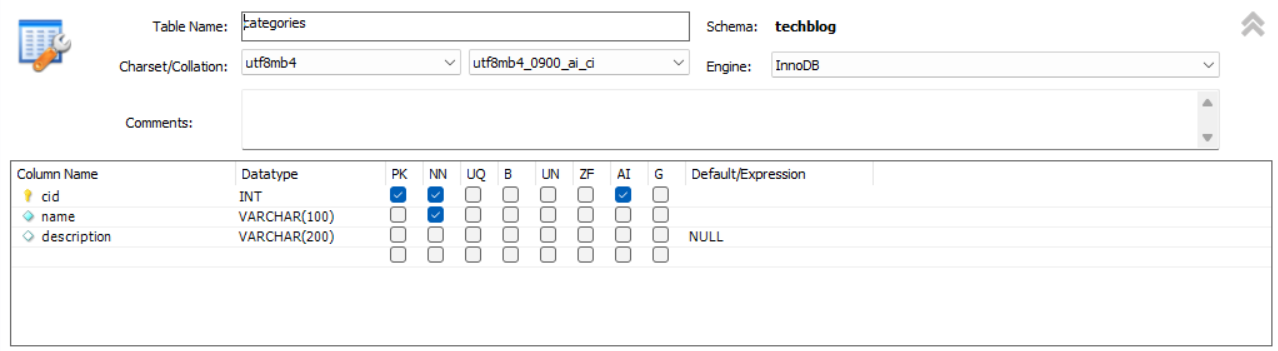 Table Name: categories Schema: techblog
Charset/Collation: utf8mb4 utf8mb4_0900_ai_ci Engine: InnoDB
Comments:
Column Name Datatype PK NN UQ B UN ZF AI G Default/Expression
cid INT
name VARCHAR(100)
description VARCHAR(200) NULL